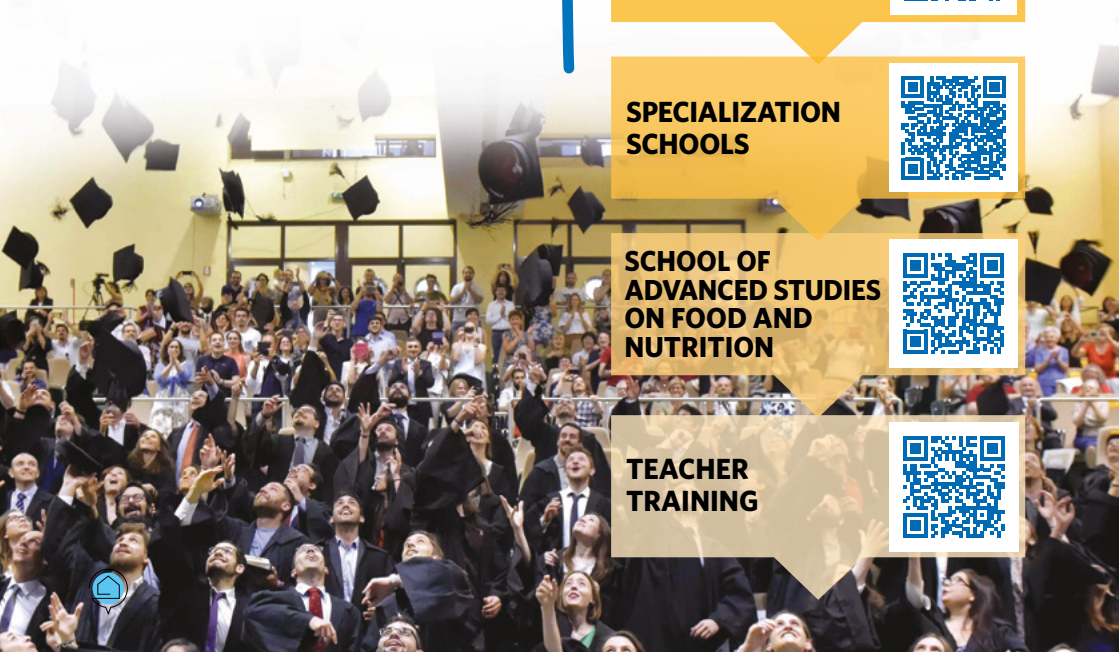 SPECIALIZATION
SCHOOLS
SCHOOL OF
ADVANCED STUDIES
ON FOOD AND
NUTRITION
TEACHER
TRAINING